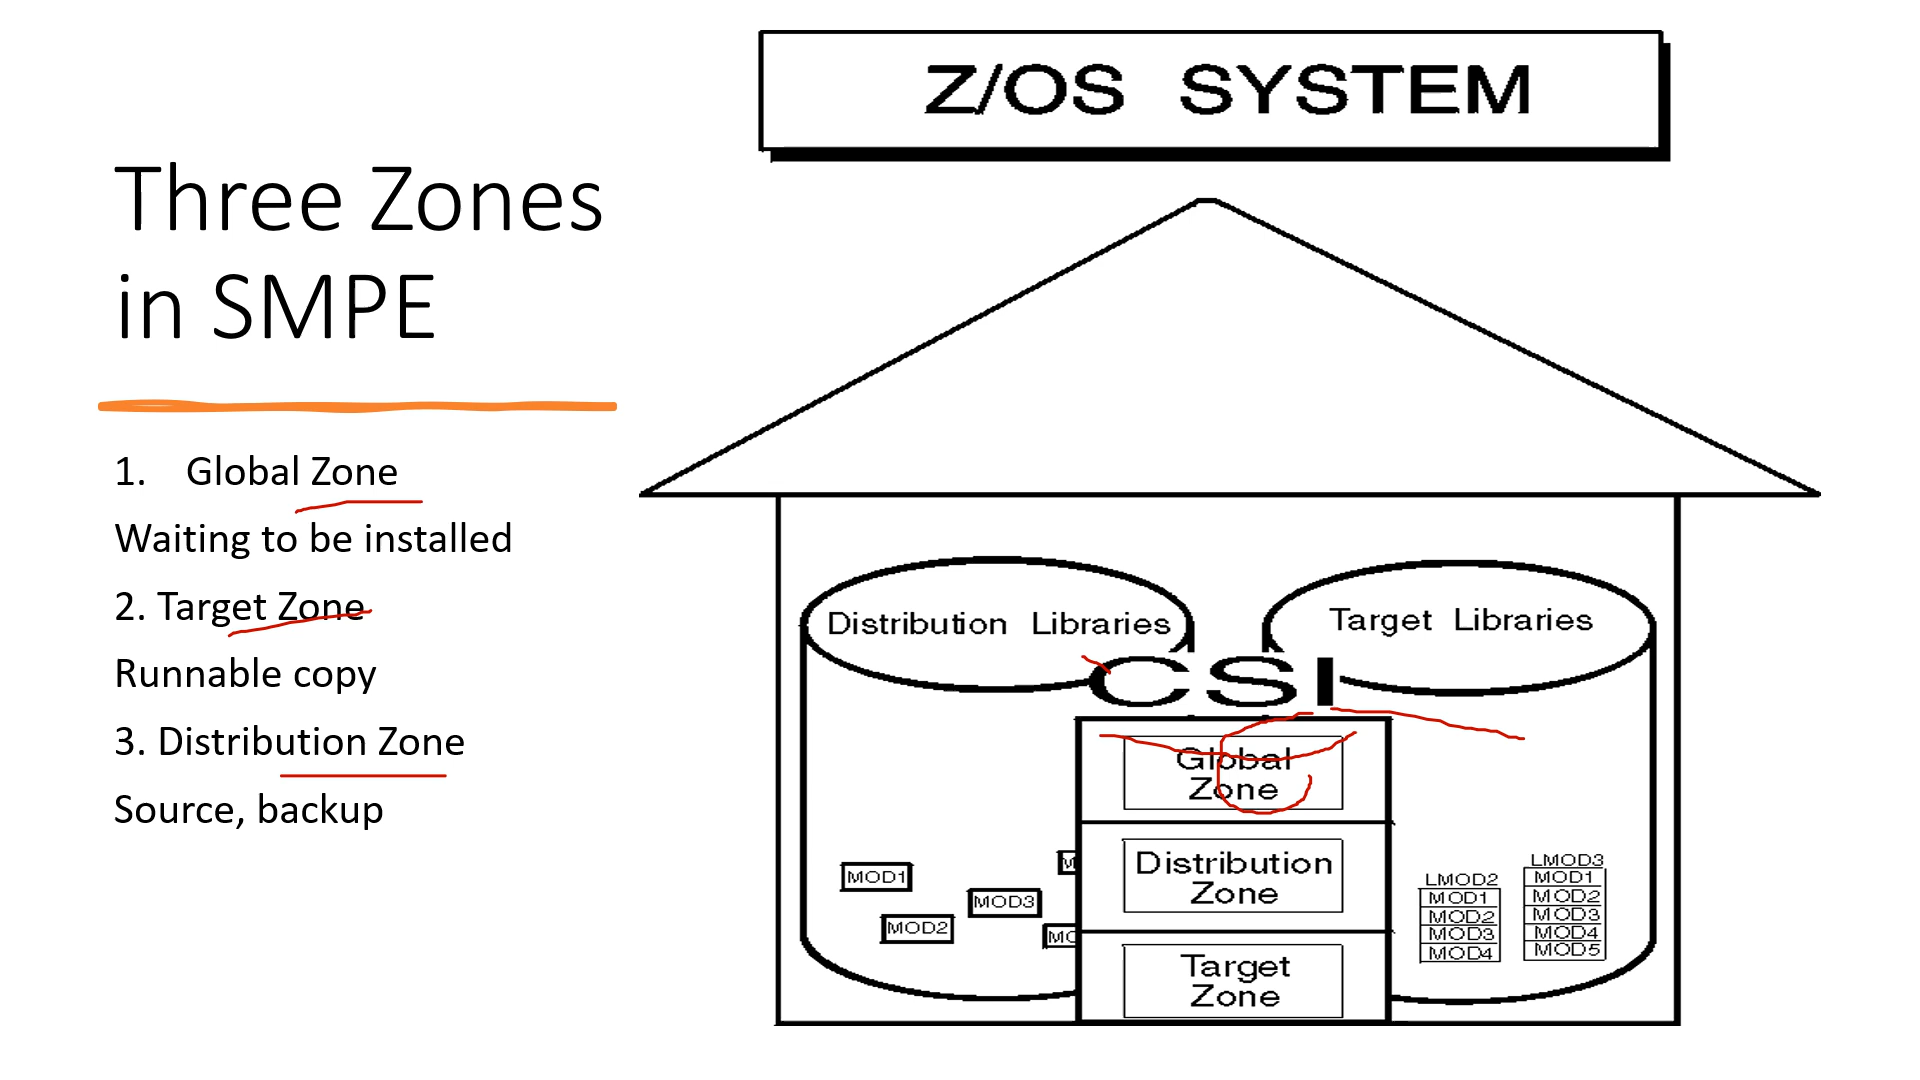 Z/OS SYSTEM
Three Zones
in SMPE
1. Global Zone
Waiting to be installed
2. Target Zone
Runnable copy
3. Distribution Zone
Source, backup
Distribution Libraries
Target Libraries
CSI
Global
Zone
Distribution
Zone
Target
Zone
MOD1
MOD2
MOD3
LMOD2
MOD1
MOD2
MOD3
MOD4
LMOD3
MOD1
MOD2
MOD3
MOD4
MOD5